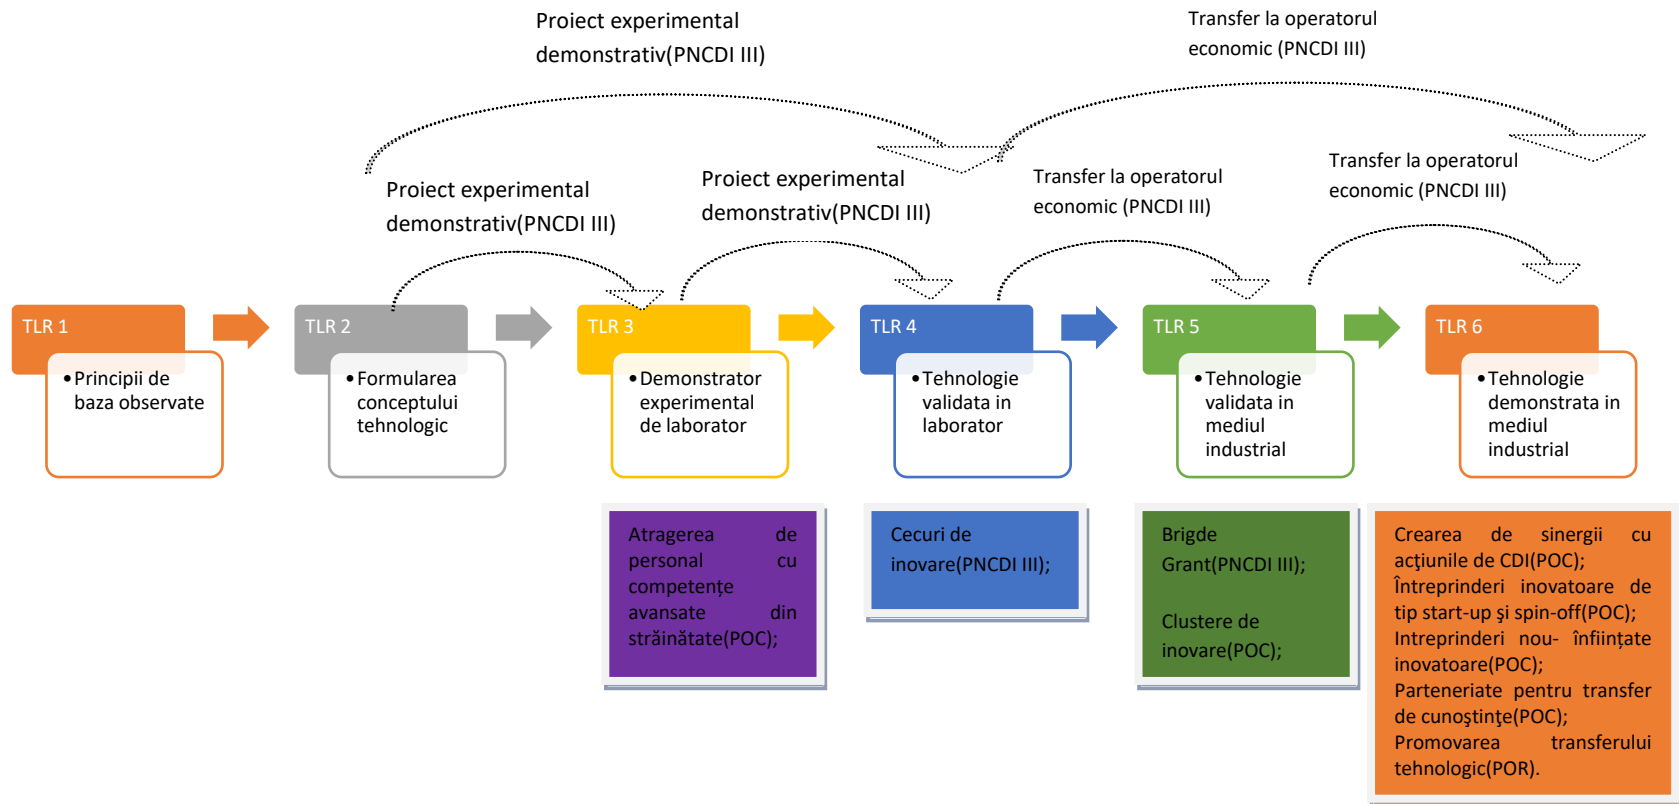 Proiect experimental
demonstrativ(PNCDI III)
Transfer la operatorul
economic (PNCDI III)
Proiect experimental
demonstrativ(PNCDI III)
Proiect experimental
demonstrativ(PNCDI III)
Transfer la operatorul
economic (PNCDI III)
Transfer la operatorul
economic (PNCDI III)
TLR 1
•Principii de
baza observate
TLR 2
•Formularea
conceptului
tehnologic
TLR 3
•Demonstrator
experimental
de laborator
TLR 4
•Tehnologie
validata in
laborator
TLR 5
•Tehnologie
validata in
mediul
industrial
TLR 6
•Tehnologie
demonstrata in
mediul
industrial
Atragerea de
personal cu
competențe
avansate din
străinătate(POC);
Cecuri de
inovare(PNCDI III);
Brigde
Grant(PNCDI III);
Clustere de
inovare(POC);
Crearea de sinergii cu
acţiunile de CDI(POC);
Întreprinderi inovatoare de
tip start-up şi spin-off(POC);
Intreprinderi nou- înființate
inovatoare(POC);
Parteneriate pentru transfer
de cunoştinţe(POC);
Promovarea transferului
tehnologic(POR).